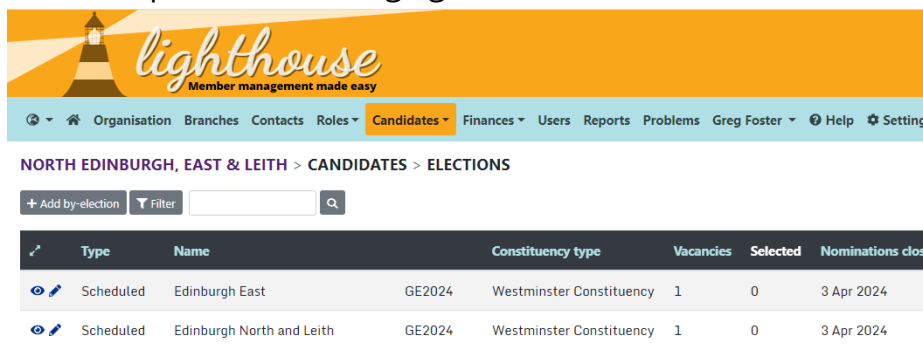 lighthouse
Member management made easy
Organisation Branches Contacts Roles Candidates Finances Users Reports Problems Greg Foster Help Setting
NORTH EDINBURGH, EAST & LEITH > CANDIDATES > ELECTIONS
+ Add by-election Filter
Type Name Constituency type Vacancies Selected Nominations clos
Scheduled Edinburgh East GE2024 Westminster Constituency 1 0 3 Apr 2024
Scheduled Edinburgh North and Leith GE2024 Westminster Constituency 1 0 3 Apr 2024